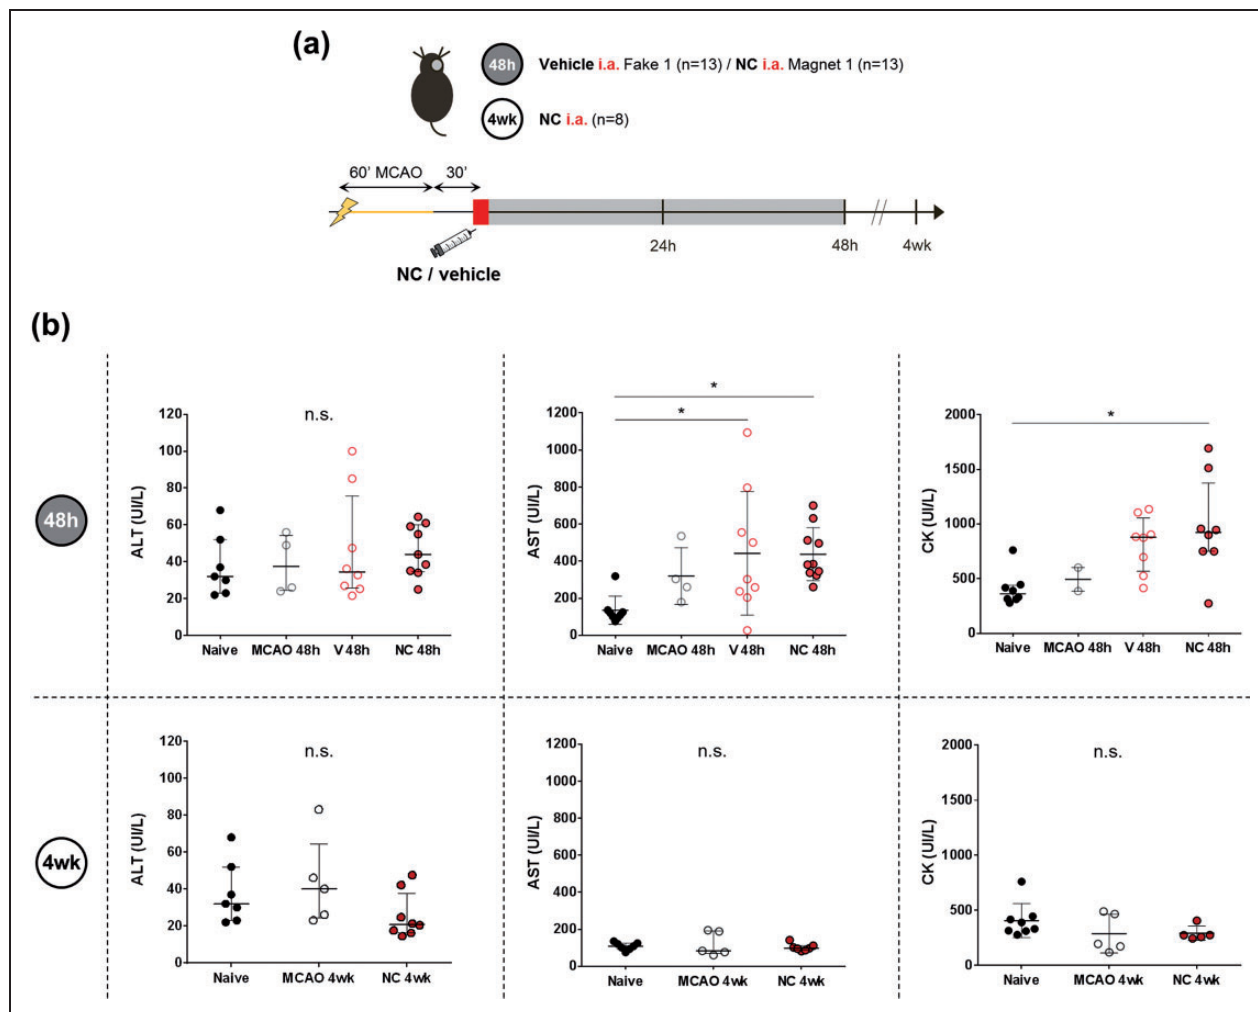 (a)
48h Vehicle i.a. Fake 1 (n=13) / NC i.a. Magnet 1 (n=13)
4wk NC i.a. (n=8)
60' MCAO 30'
24h 48h 4wk
NC / vehicle
(b)
48h
ALT (UI/L)
n.s.
120
100
80
60
40
20
0
Naive MCAO 48h V 48h NC 48h
AST (UI/L)
*
*
1200
1000
800
600
400
200
0
Naive MCAO 48h V 48h NC 48h
CK (UI/L)
*
2000
1500
1000
500
0
Naive MCAO 48h V 48h NC 48h
4wk
ALT (UI/L)
n.s.
120
100
80
60
40
20
0
Naive MCAO 4wk NC 4wk
AST (UI/L)
n.s.
1200
1000
800
600
400
200
0
Naive MCAO 4wk NC 4wk
CK (UI/L)
n.s.
2000
1500
1000
500
0
Naive MCAO 4wk NC 4wk